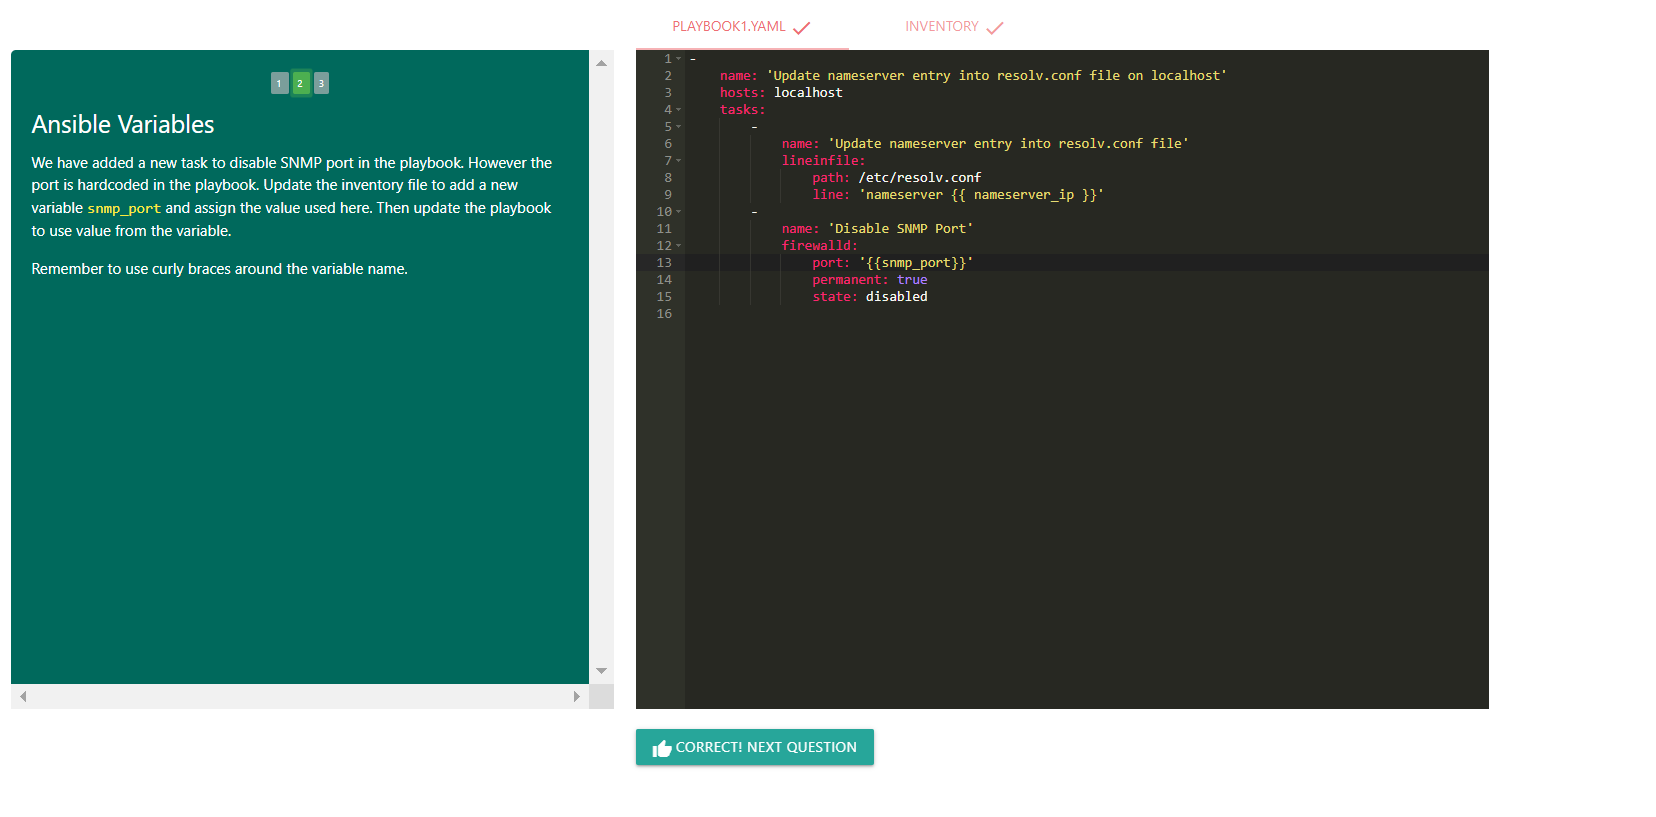 PLAYBOOK1.YAML
INVENTORY
1 2 3
Ansible Variables
We have added a new task to disable SNMP port in the playbook. However the
port is hardcoded in the playbook. Update the inventory file to add a new
variable snmp_port and assign the value used here. Then update the playbook
to use value from the variable.
Remember to use curly braces around the variable name.
1 -
2 name: 'Update nameserver entry into resolv.conf file on localhost'
3 hosts: localhost
4 tasks:
5 -
6 name: 'Update nameserver entry into resolv.conf file'
7 lineinfile:
8 path: /etc/resolv.conf
9 line: 'nameserver {{ nameserver_ip }}'
10 -
11 name: 'Disable SNMP Port'
12 firewalld:
13 port: '{{snmp_port}}'
14 permanent: true
15 state: disabled
16
CORRECT! NEXT QUESTION